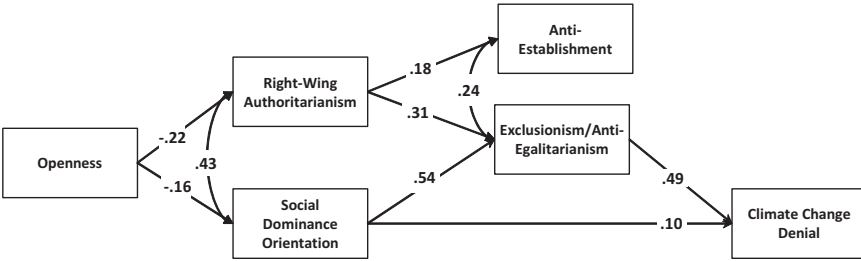 Anti-
Establishment
.18
Right-Wing
Authoritarianism
.24
.31
-.22
Exclusionism/Anti-
Egalitarianism
Openness
.43
.54
.49
-.16
Social
Dominance
Orientation
.10
Climate Change
Denial